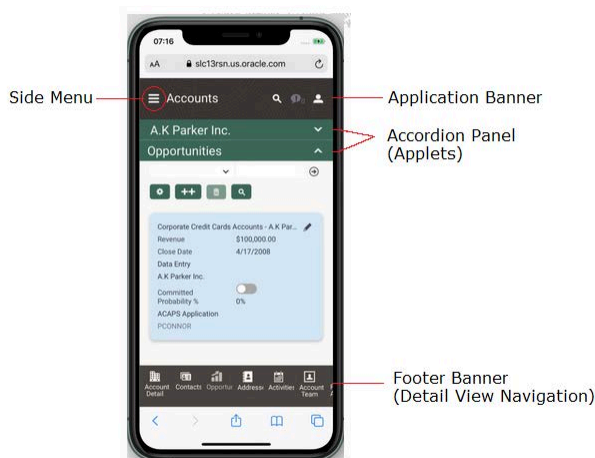 07:16
AA slc13rsn.us.oracle.com
Side Menu
Accounts
Application Banner
A.K Parker Inc.
Opportunities
Accordion Panel
(Applets)
Corporate Credit Cards Accounts - A.K Par...
Revenue $100,000.00
Close Date 4/17/2008
Data Entry
A.K Parker Inc.
Committed
Probability % 0%
ACAPS Application
PCONNOR
Account Detail
Contacts
Opportur
Addresse
Activities
Account Team
Footer Banner
(Detail View Navigation)